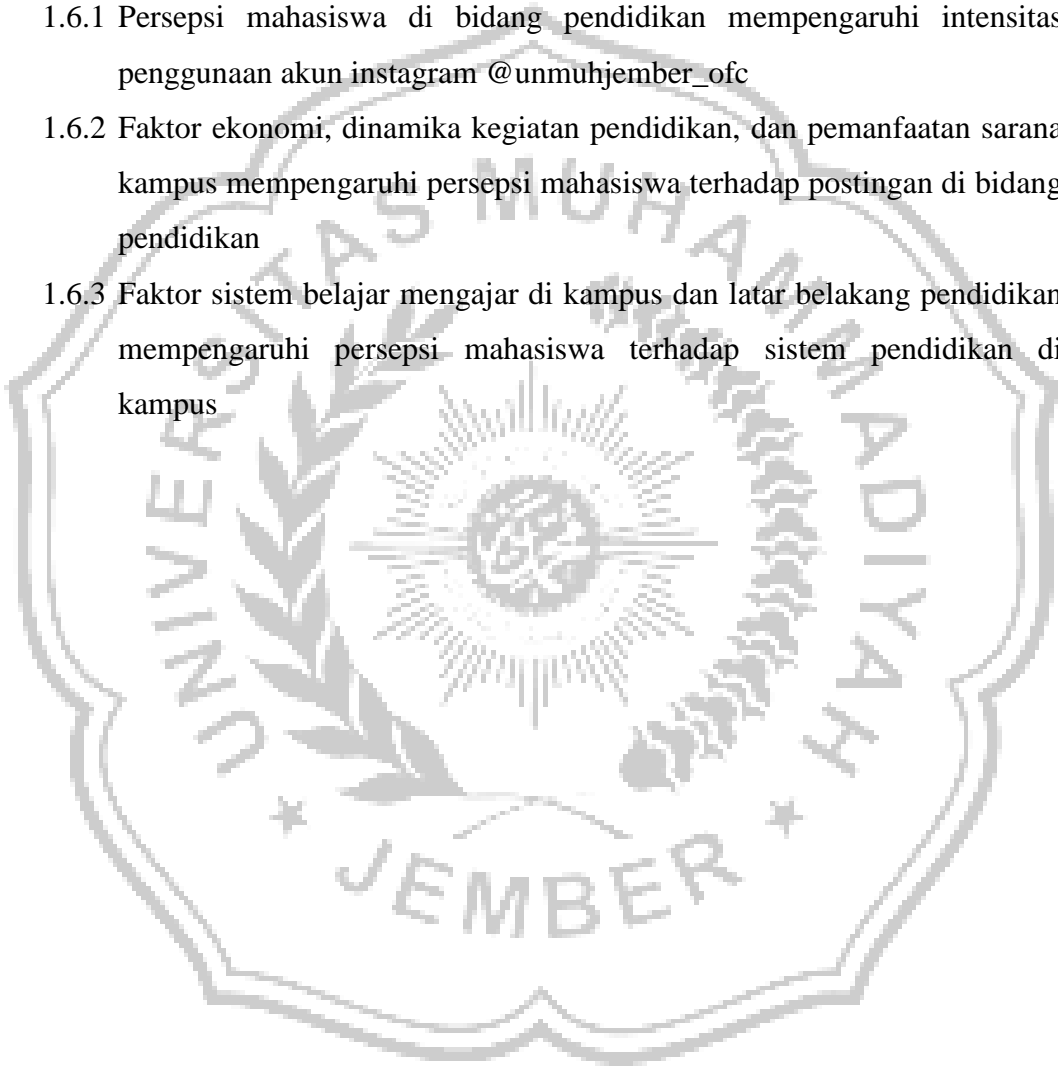 1.6.1 Persepsi mahasiswa di bidang pendidikan mempengaruhi intensitas
penggunaan akun instagram @unmuhjember_ofc
1.6.2 Faktor ekonomi, dinamika kegiatan pendidikan, dan pemanfaatan sarana
kampus mempengaruhi persepsi mahasiswa terhadap postingan di bidang
pendidikan
1.6.3 Faktor sistem belajar mengajar di kampus dan latar belakang pendidikan
mempengaruhi persepsi mahasiswa terhadap sistem pendidikan di
kampus
UNIVERSITAS MUHAMMADIYAH
JEMBER